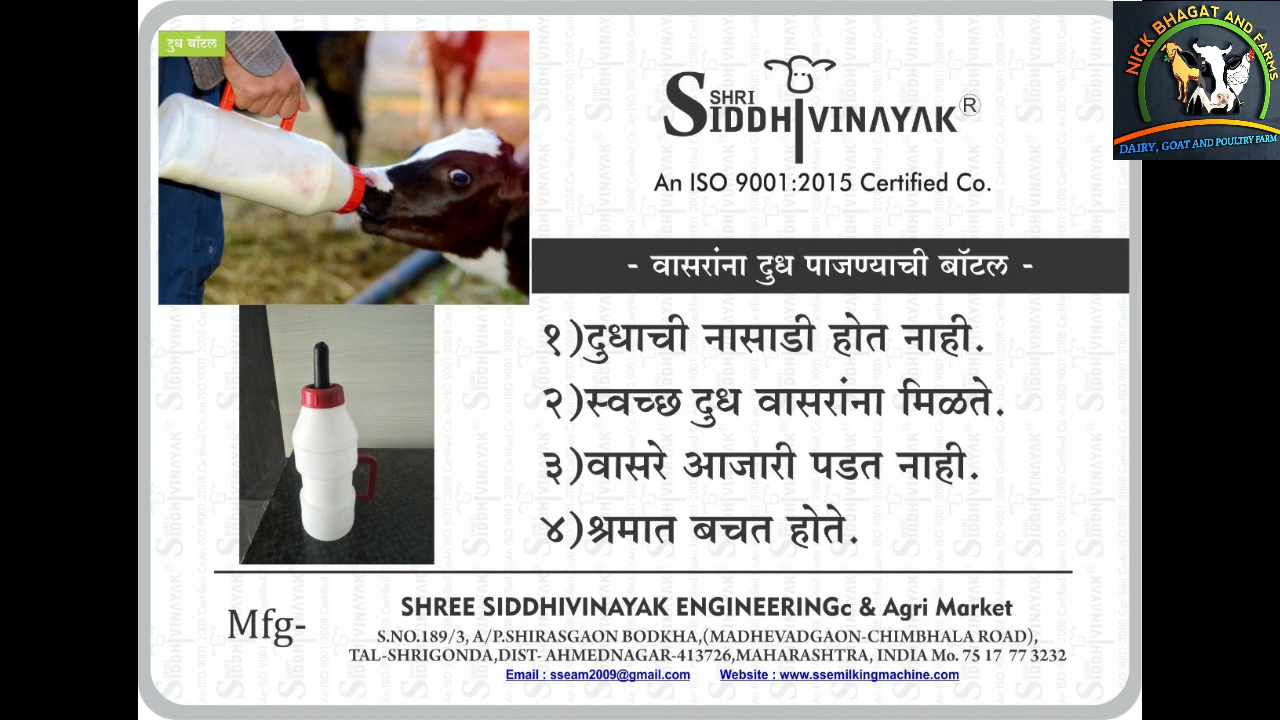 दुध बॉटल
SHRI
SIDDHIVINAYAK®
An ISO 9001:2015 Certified Co.
NICK BHAGAT AND FARMS
DAIRY, GOAT AND POULTRY FARM
- वासरांना दुध पाजण्याची बॉटल -
१)दुधाची नासाडी होत नाही.
२)स्वच्छ दुध वासरांना मिळते.
३)वासरे आजारी पडत नाही.
४)श्रमात बचत होते.
Mfg-
SHREE SIDDHIVINAYAK ENGINEERINGc & Agri Market
S.NO.189/3, A/P.SHIRASGAON BODKHA,(MADHEVADGAON-CHIMBHALA ROAD),
TAL-SHRIGONDA,DIST- AHMEDNAGAR-413726,MAHARASHTRA, INDIA Mo. 75 17 77 3232
Email : sseam2009@gmail.com Website : www.ssemilkingmachine.com